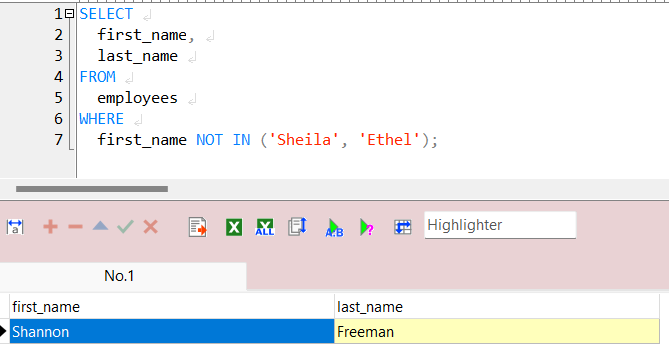 1 SELECT
2 first_name,
3 last_name
4 FROM
5 employees
6 WHERE
7 first_name NOT IN ('Sheila', 'Ethel');
a X ALL A:B ? Highlighter
No.1
first_name last_name
Shannon Freeman